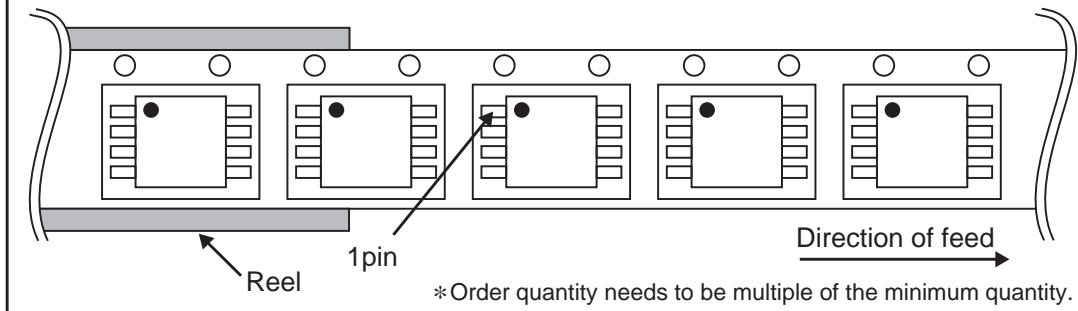 Direction of feed
1pin
Reel
*Order quantity needs to be multiple of the minimum quantity.